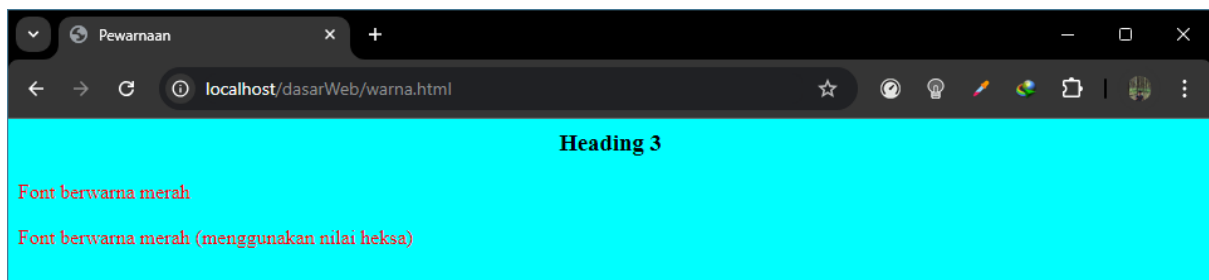 Pewarnaan
localhost/dasarWeb/warna.html
Heading 3
Font berwarna merah
Font berwarna merah (menggunakan nilai heksa)